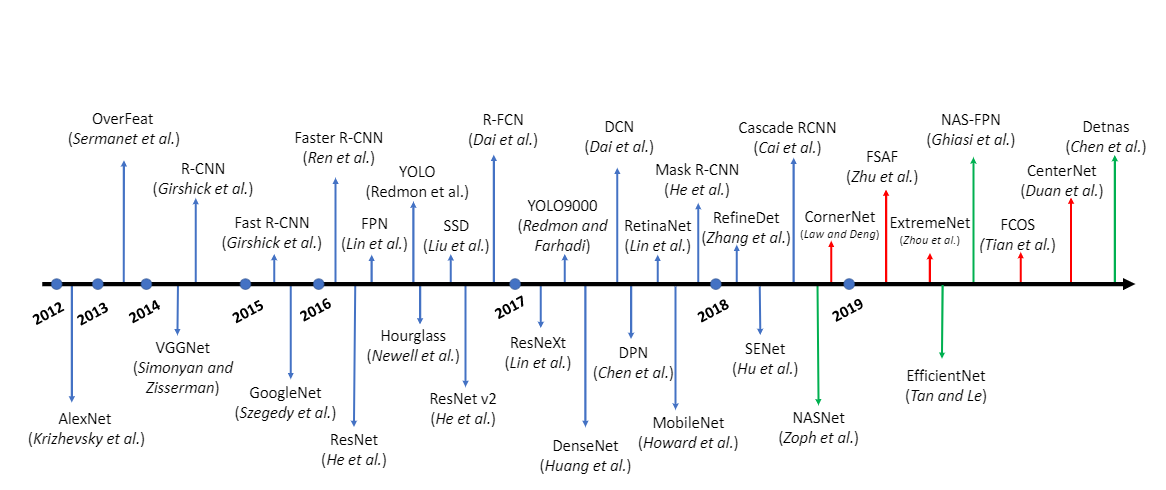 OverFeat
(Sermanet et al.)
R-CNN
(Girshick et al.)
Fast R-CNN
(Girshick et al.)
Faster R-CNN
(Ren et al.)
FPN
(Lin et al.)
YOLO
(Redmon et al.)
SSD
(Liu et al.)
R-FCN
(Dai et al.)
YOLO9000
(Redmon and
Farhadi)
DCN
(Dai et al.)
RetinaNet
(Lin et al.)
Mask R-CNN
(He et al.)
RefineDet
(Zhang et al.)
Cascade RCNN
(Cai et al.)
CornerNet
(Law and Deng)
FSAF
(Zhu et al.)
ExtremeNet
(Zhou et al.)
NAS-FPN
(Ghiasi et al.)
FCOS
(Tian et al.)
CenterNet
(Duan et al.)
Detnas
(Chen et al.)
2012
2013
2014
2015
2016
2017
2018
2019
AlexNet
(Krizhevsky et al.)
VGGNet
(Simonyan and
Zisserman)
GoogleNet
(Szegedy et al.)
ResNet
(He et al.)
Hourglass
(Newell et al.)
ResNet v2
(He et al.)
ResNeXt
(Lin et al.)
DenseNet
(Huang et al.)
DPN
(Chen et al.)
MobileNet
(Howard et al.)
SENet
(Hu et al.)
NASNet
(Zoph et al.)
EfficientNet
(Tan and Le)